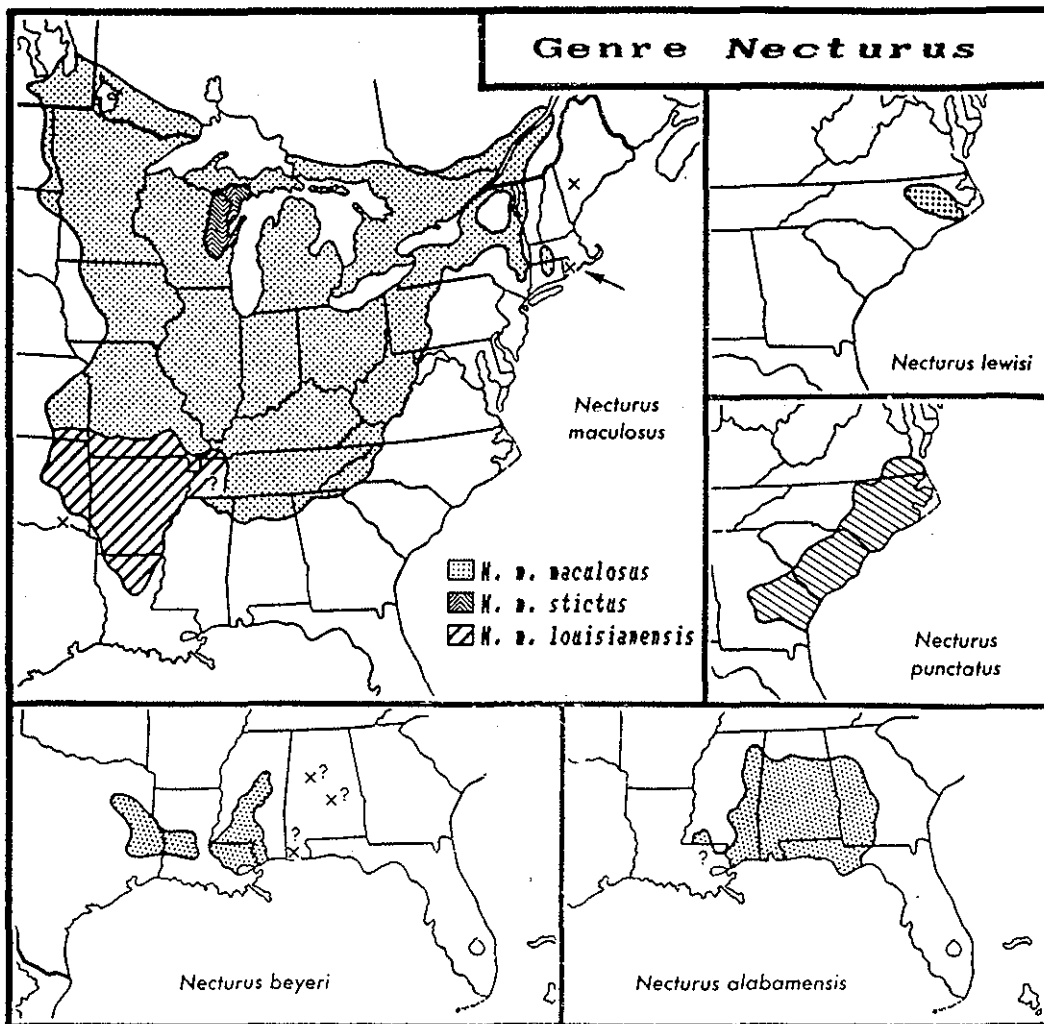 Genre Necturus
Necturus lewisi
Necturus
maculosus
?
N. m. maculosus
N. m. stictus
N. m. louisianensis
Necturus
punctatus
?
?
?
Necturus beyeri
?
Necturus alabamensis